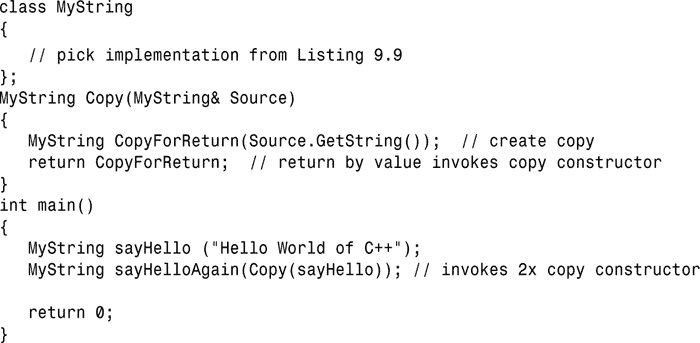 class MyString
{
   // pick implementation from Listing 9.9
};
MyString Copy(MyString& Source)
{
   MyString CopyForReturn(Source.GetString());  // create copy
   return CopyForReturn;  // return by value invokes copy constructor
}
int main()
{
   MyString sayHello ("Hello World of C++");
   MyString sayHelloAgain(Copy(sayHello)); // invokes 2x copy constructor

   return 0;
}